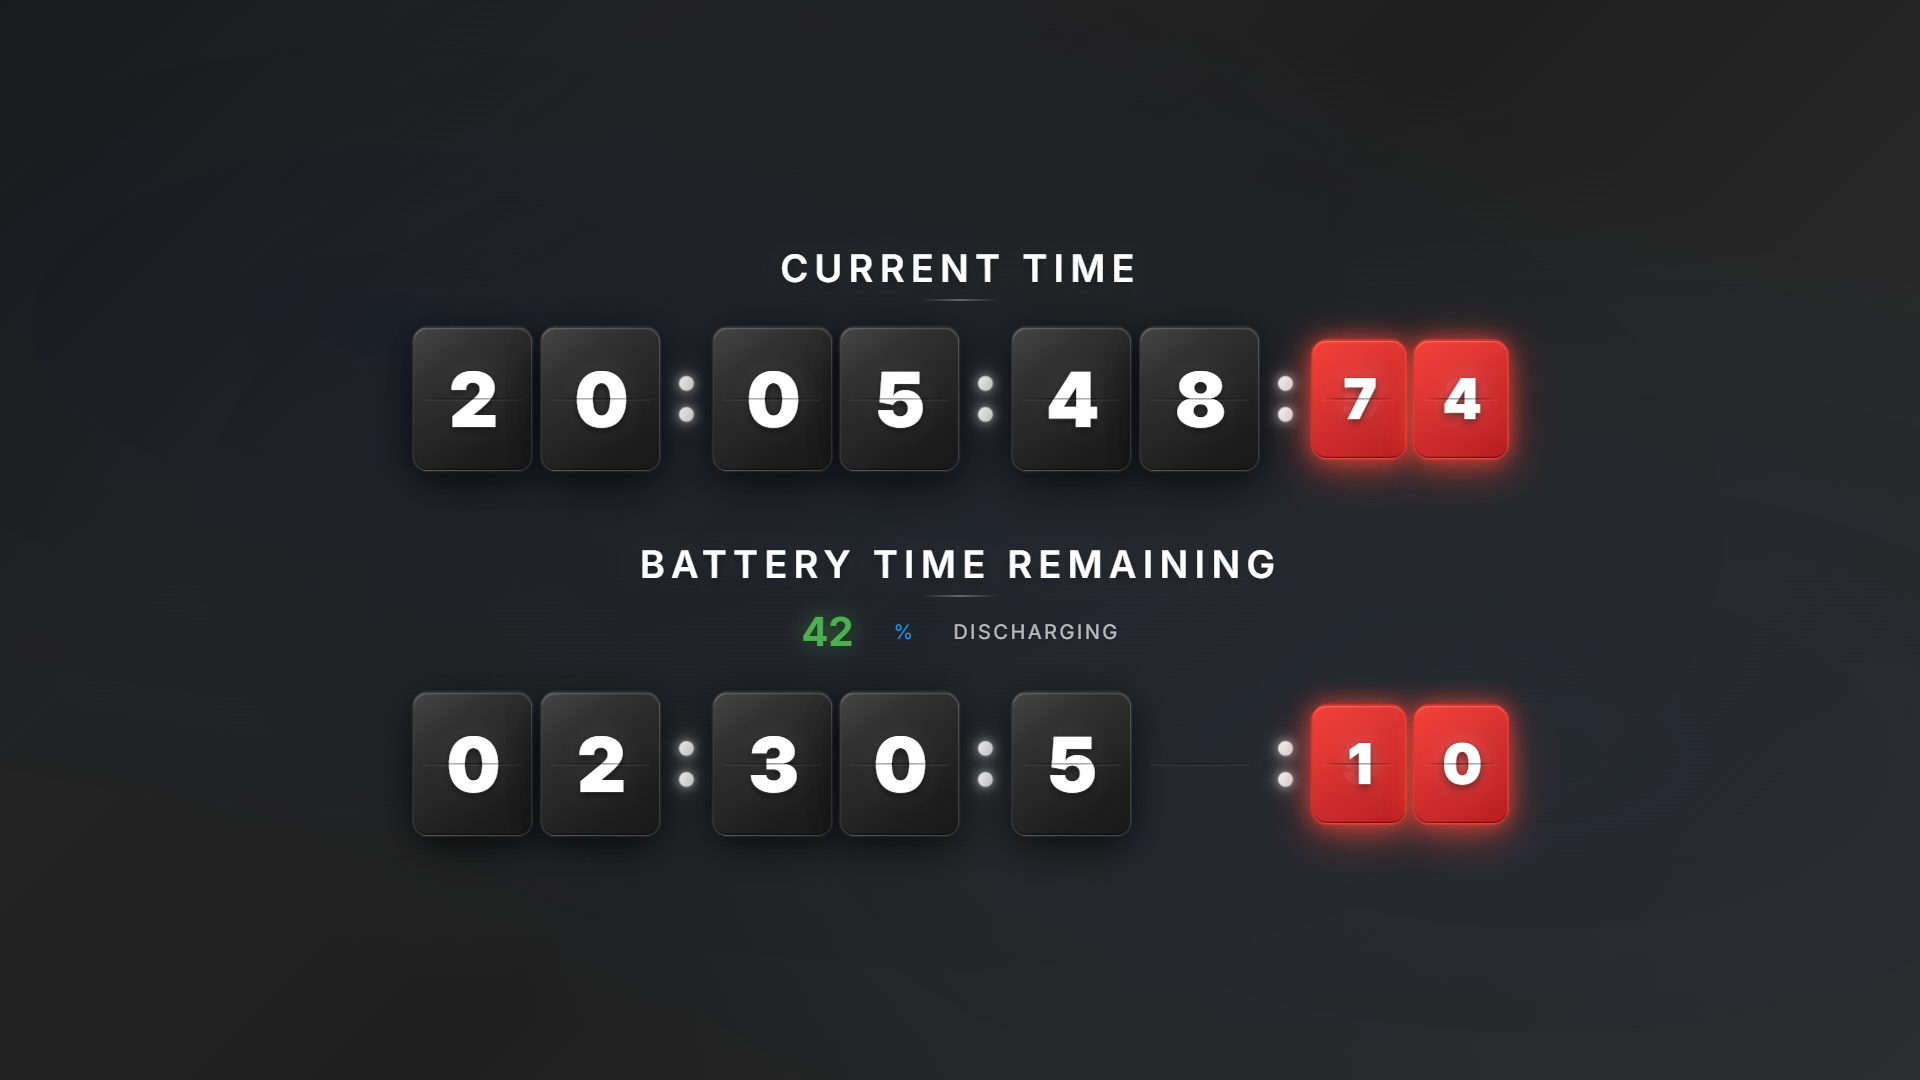 CURRENT TIME
20:05:48:74
BATTERY TIME REMAINING
42 % DISCHARGING
02:30:5 :10